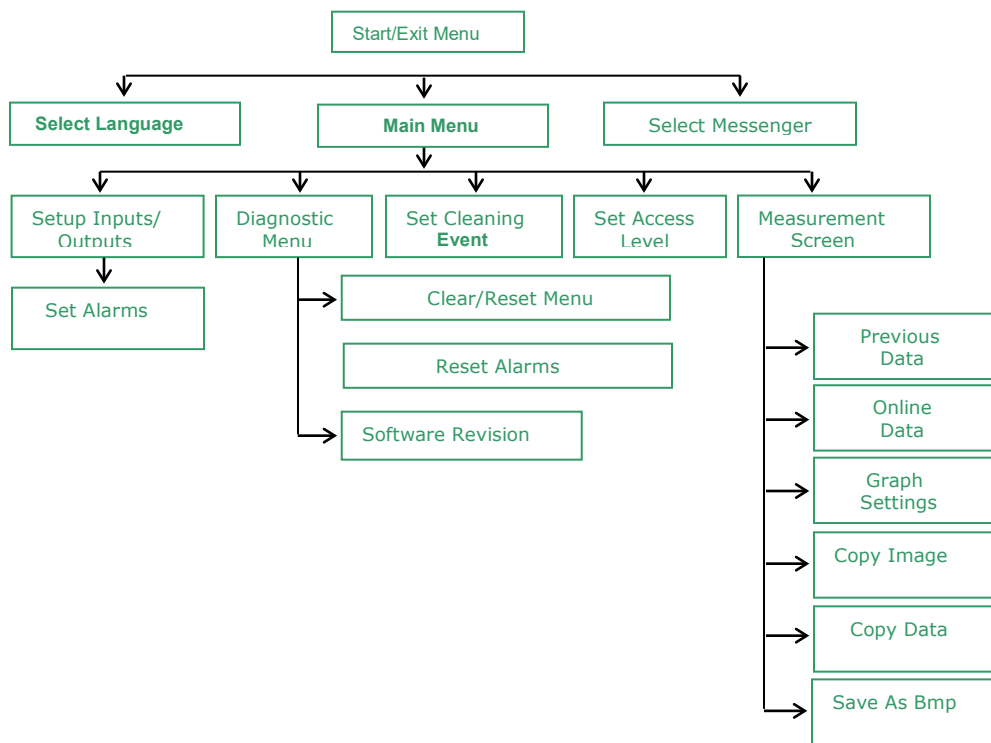 Start/Exit Menu
Select Language
Main Menu
Select Messenger
Setup Inputs/
Outputs
Diagnostic
Menu
Set Cleaning
Event
Set Access
Level
Measurement
Screen
Set Alarms
Clear/Reset Menu
Reset Alarms
Software Revision
Previous
Data
Online
Data
Graph
Settings
Copy Image
Copy Data
Save As Bmp